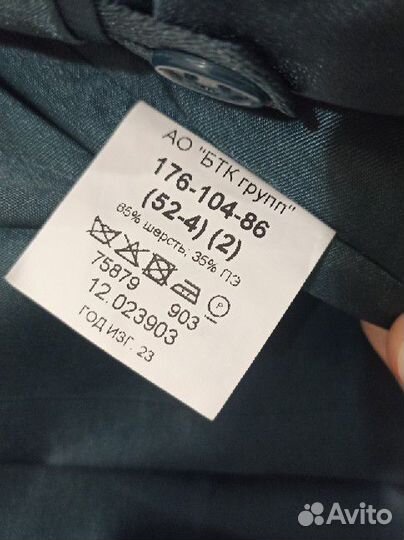 АО "БТК групп"
176-104-86
(52-4) (2)
65% шерсть, 35% ПЭ
P
75879 903
12. 023903
ГОД ИЗГ. 23
Avito